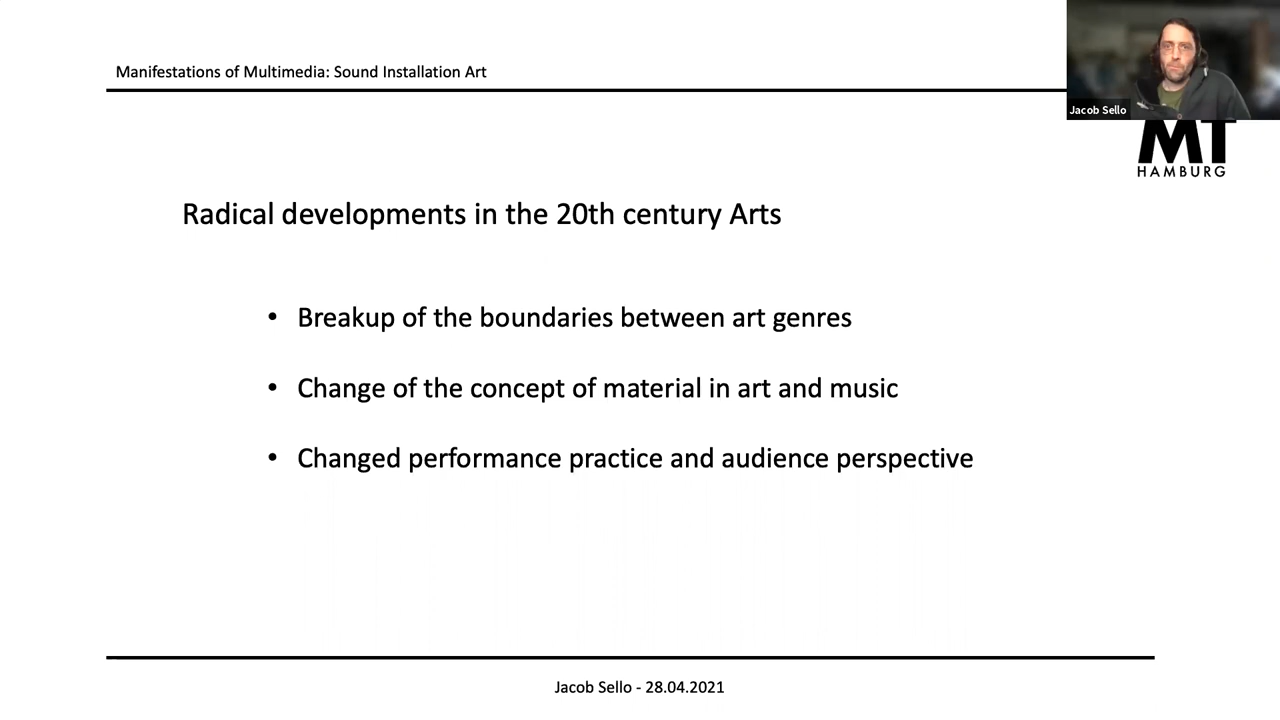 Manifestations of Multimedia: Sound Installation Art
Jacob Sello
MT
HAMBURG
Radical developments in the 20th century Arts
• Breakup of the boundaries between art genres
• Change of the concept of material in art and music
• Changed performance practice and audience perspective
Jacob Sello - 28.04.2021